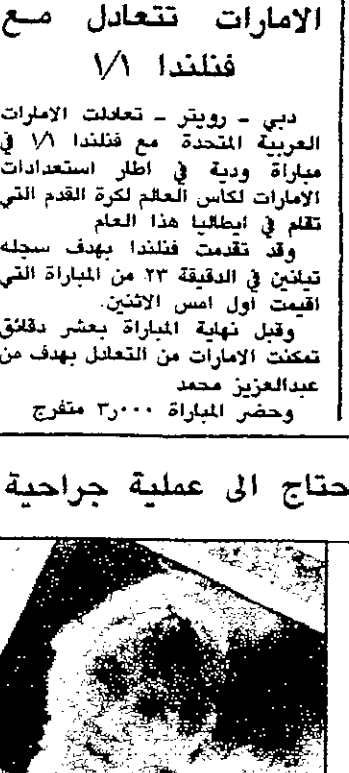 الامارات تتعادل مع
فنلندا ١/١
دبي - رويتر - تعادلت الامارات
العربية المتحدة مع فنلندا ١/١ في
مباراة ودية في اطار استعدادات
الامارات لكاس العالم لكرة القدم التي
تقام في ايطاليا هذا العام
وقد تقدمت فنلندا بهدف سجله
تيانين في الدقيقة ٢٣ من المباراة التي
اقيمت أول امس الاثنين.
وقبل نهاية المباراة بعشر دقائق
تمكنت الامارات من التعادل بهدف من
عبدالعزيز محمد
وحضر المباراة ٣٫٠٠٠ متفرج
حتاج الى عملية جراحية